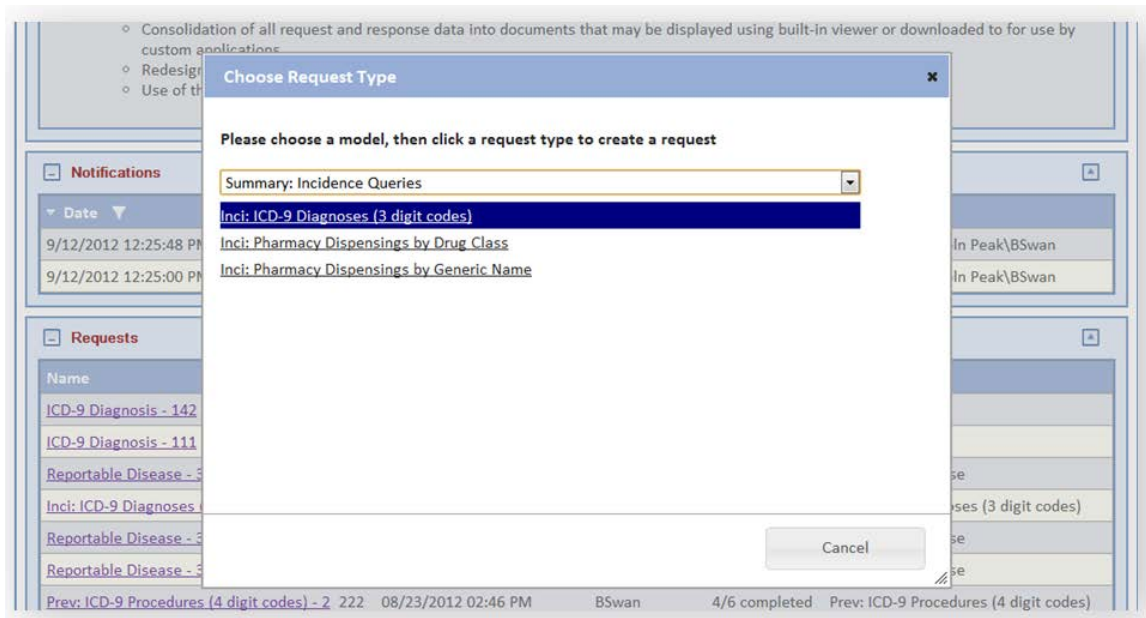 Consolidation of all request and response data into documents that may be displayed using built-in viewer or downloaded to for use by
custom applications
Redesign
Use of th
Choose Request Type
Please choose a model, then click a request type to create a request
Summary: Incidence Queries
Inci: ICD-9 Diagnoses (3 digit codes)
Inci: Pharmacy Dispensings by Drug Class
Inci: Pharmacy Dispensings by Generic Name
Cancel
Notifications
Date
9/12/2012 12:25:48 PM ln Peak\BSwan
9/12/2012 12:25:00 PM ln Peak\BSwan
Requests
Name
ICD-9 Diagnosis - 142
ICD-9 Diagnosis - 111
Reportable Disease - 3 se
Inci: ICD-9 Diagnoses ses (3 digit codes)
Reportable Disease - 3 se
Reportable Disease - 3 se
Prev: ICD-9 Procedures (4 digit codes) - 2 222 08/23/2012 02:46 PM BSwan 4/6 completed Prev: ICD-9 Procedures (4 digit codes)